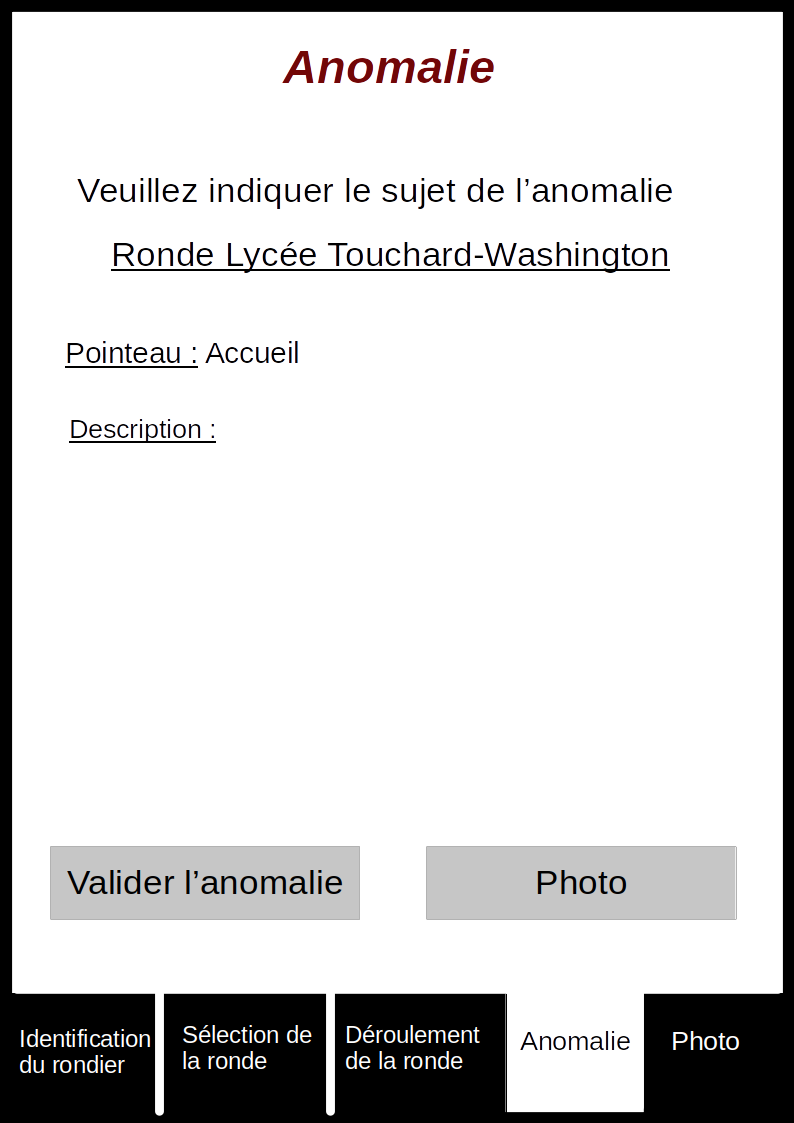 Anomalie
Veuillez indiquer le sujet de l’anomalie
Ronde Lycée Touchard-Washington
Pointeau : Accueil
Description :
Valider l’anomalie
Photo
Identification
du rondier
Sélection de
la ronde
Déroulement
de la ronde
Anomalie
Photo